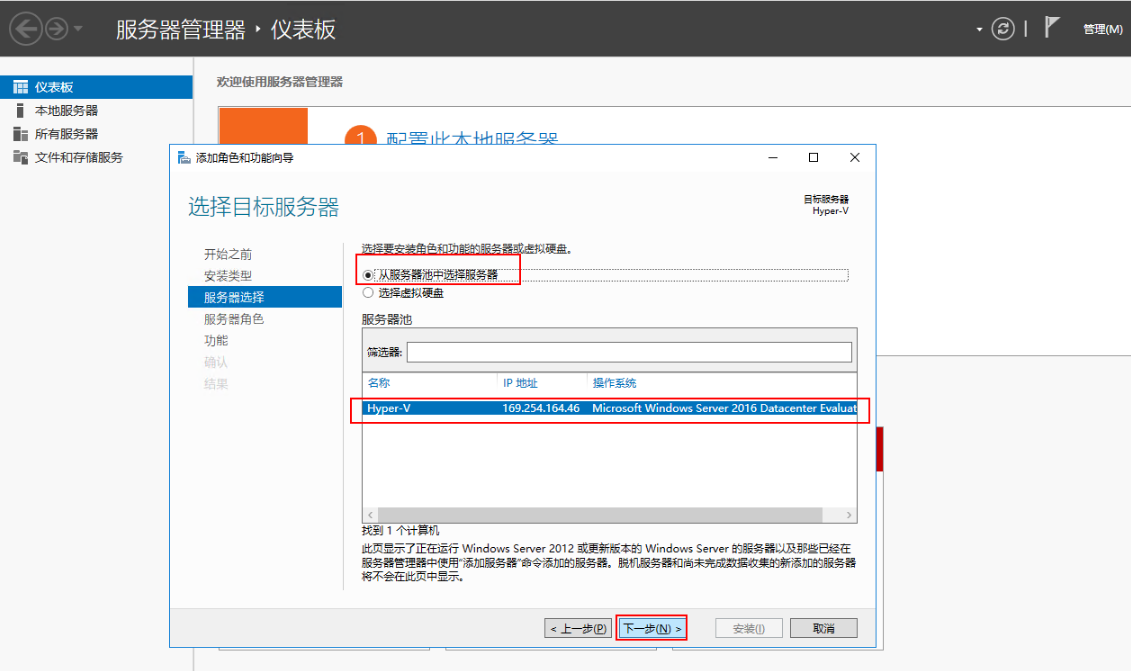 服务器管理器 ‣ 仪表板
管理(M)
仪表板
本地服务器
所有服务器
文件和存储服务
欢迎使用服务器管理器
1 配置此本地服务器
添加角色和功能向导
选择目标服务器
目标服务器
Hyper-V
开始之前
安装类型
服务器选择
服务器角色
功能
确认
结果
选择要安装角色和功能的服务器或虚拟硬盘。
从服务器池中选择服务器
选择虚拟硬盘
服务器池
筛选器:
名称 IP 地址 操作系统
Hyper-V 169.254.164.46 Microsoft Windows Server 2016 Datacenter Evaluat
找到 1 个计算机
此页显示了正在运行 Windows Server 2012 或更新版本的 Windows Server 的服务器以及那些已经在
服务器管理器中使用"添加服务器"命令添加的服务器。脱机服务器和尚未完成数据收集的新添加的服务器
将不会在此页中显示。
< 上一步(P) 下一步(N) > 安装(I) 取消